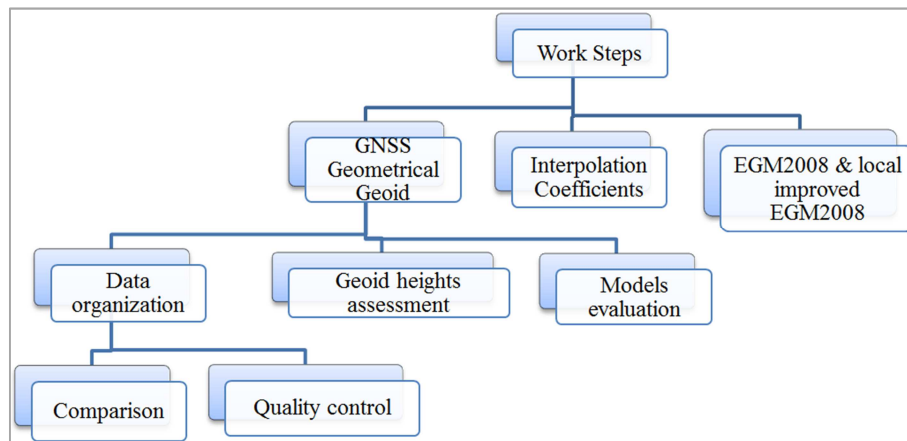 Work Steps
GNSS
Geometrical
Geoid
Interpolation
Coefficients
EGM2008 & local
improved
EGM2008
Data
organization
Geoid heights
assessment
Models
evaluation
Comparison
Quality control